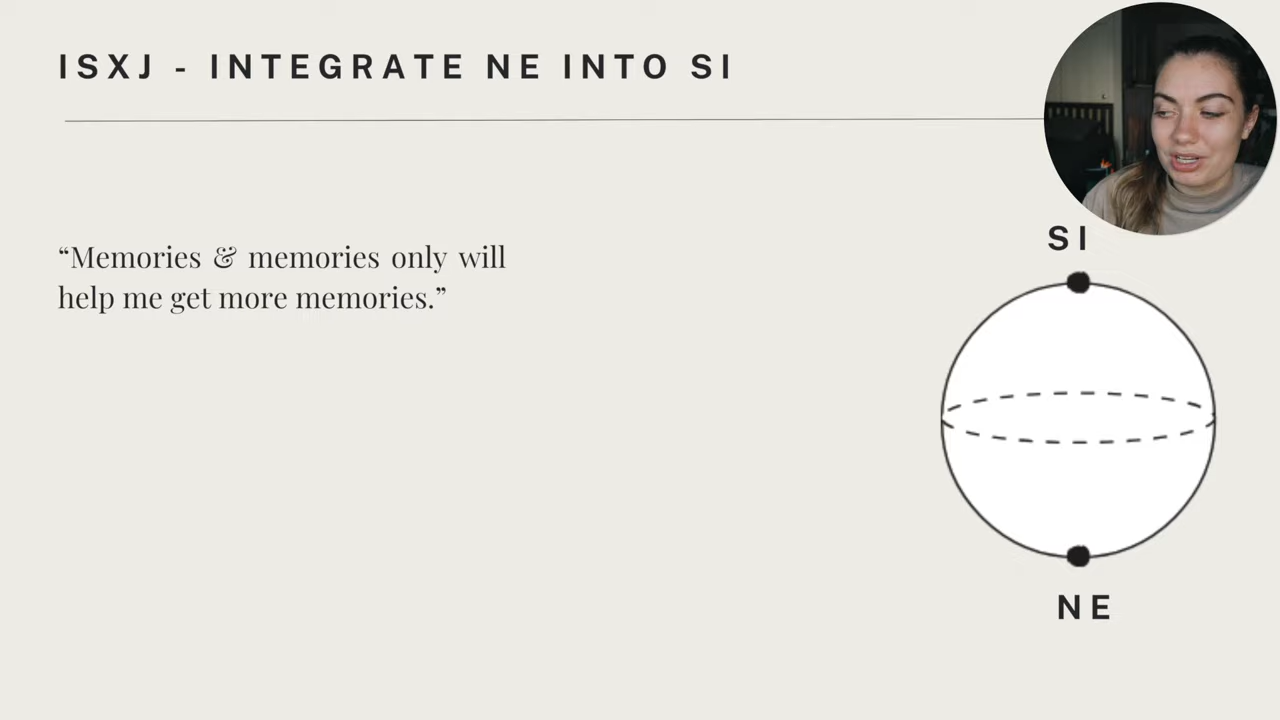 ISXJ - INTEGRATE NE INTO SI
“Memories & memories only will
help me get more memories.”
SI
NE